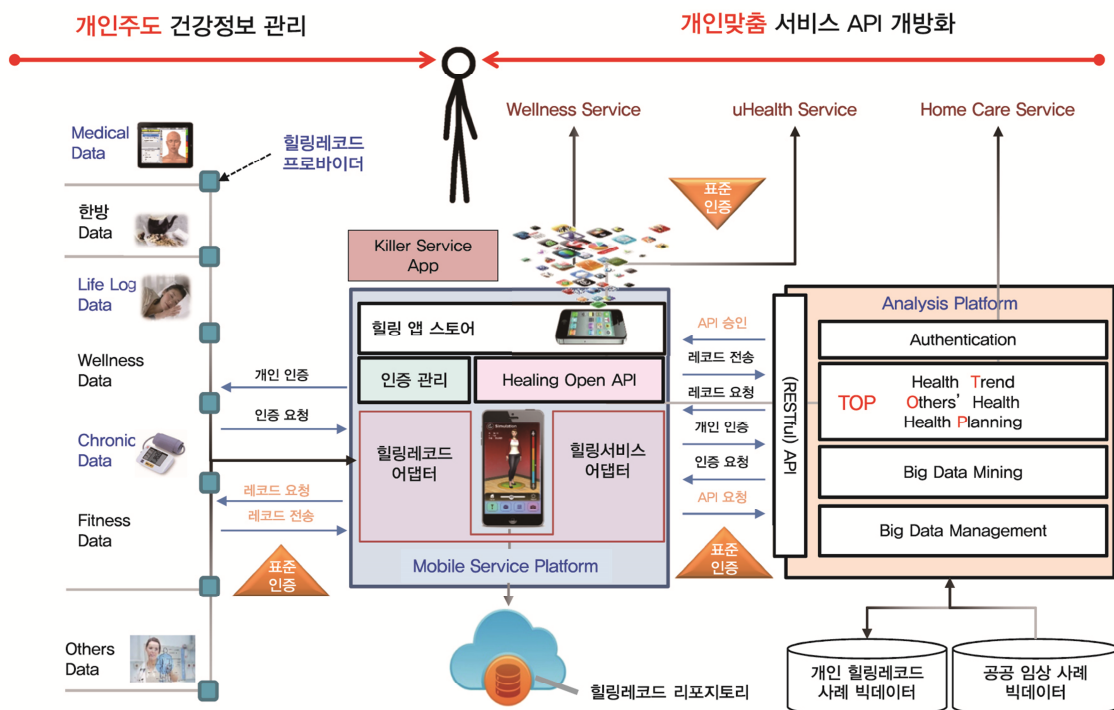 개인주도 건강정보 관리
개인맞춤 서비스 API 개방화
Wellness Service
uHealth Service
Home Care Service
Medical
Data
힐링레코드
프로바이더
한방
Data
Life Log
Data
Wellness
Data
Chronic
Data
Fitness
Data
Others
Data
표준
인증
Killer Service
App
힐링 앱 스토어
인증 관리
Healing Open API
힐링레코드
어댑터
힐링서비스
어댑터
Mobile Service Platform
개인 인증
인증 요청
레코드 요청
레코드 전송
표준
인증
API 승인
레코드 전송
레코드 요청
개인 인증
인증 요청
API 요청
표준
인증
(RESTful) API
Analysis Platform
Authentication
TOP
Health Trend
Others' Health
Health Planning
Big Data Mining
Big Data Management
힐링레코드 리포지토리
개인 힐링레코드
사례 빅데이터
공공 임상 사례
빅데이터